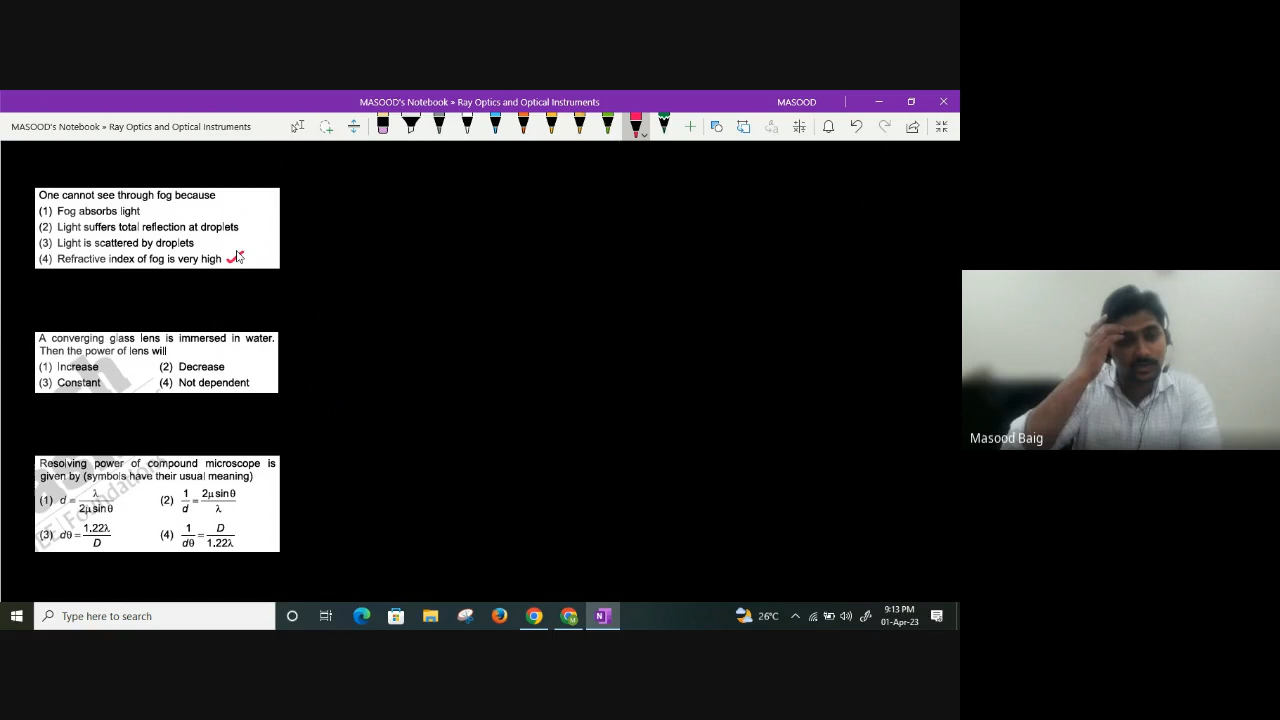 MASOOD's Notebook » Ray Optics and Optical Instruments
MASOOD
MASOOD's Notebook » Ray Optics and Optical Instruments
One cannot see through fog because
(1) Fog absorbs light
(2) Light suffers total reflection at droplets
(3) Light is scattered by droplets
(4) Refractive index of fog is very high
A converging glass lens is immersed in water.
Then the power of lens will
(1) Increase (2) Decrease
(3) Constant (4) Not dependent
Resolving power of compound microscope is
given by (symbols have their usual meaning)
(1) d = λ / 2μ sinθ (2) 1/d = 2μ sinθ / λ
(3) dθ = 1.22λ / D (4) 1/dθ = D / 1.22λ
Masood Baig
Type here to search
26°C
9:13 PM
01-Apr-23